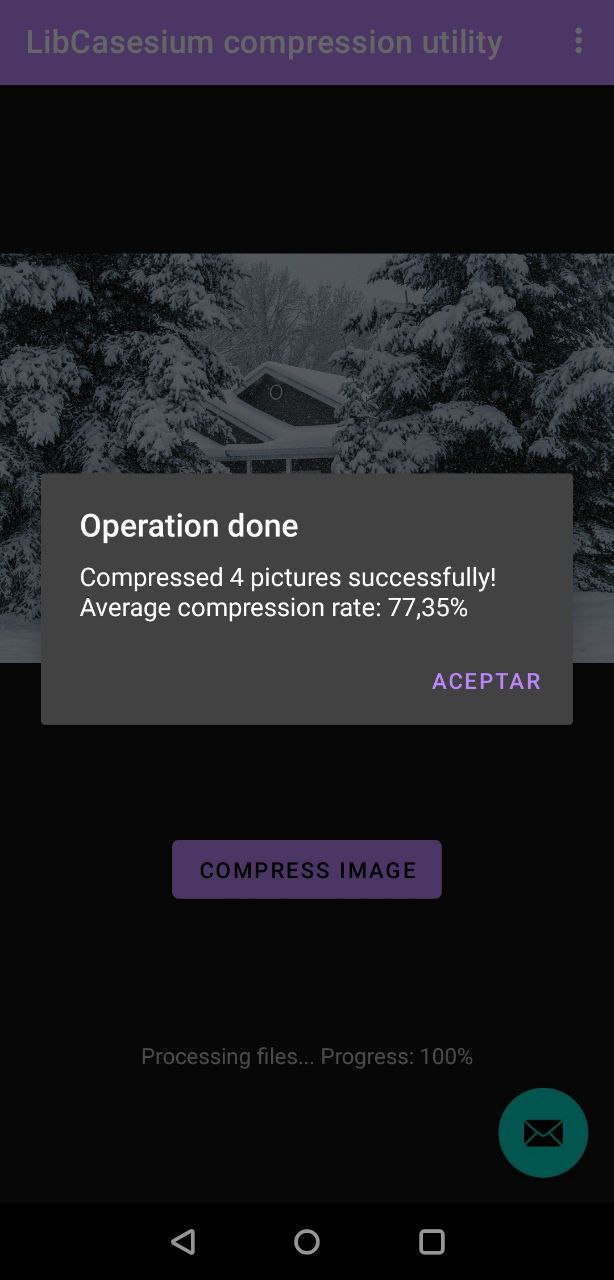 LibCasesium compression utility
Operation done
Compressed 4 pictures successfully!
Average compression rate: 77,35%
ACEPTAR
COMPRESS IMAGE
Processing files... Progress: 100%